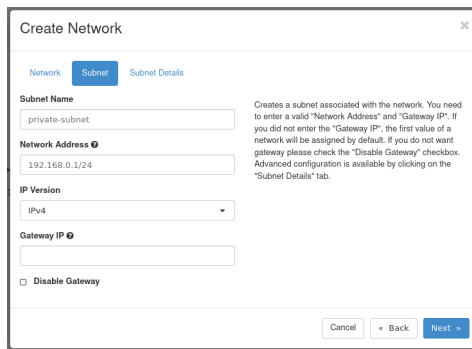 Create Network
×
Network Subnet Subnet Details
Subnet Name
private-subnet
Network Address
192.168.0.1/24
IP Version
IPv4
Gateway IP
Disable Gateway
Creates a subnet associated with the network. You need
to enter a valid "Network Address" and "Gateway IP". If
you did not enter the "Gateway IP", the first value of a
network will be assigned by default. If you do not want
gateway please check the "Disable Gateway" checkbox.
Advanced configuration is available by clicking on the
"Subnet Details" tab.
Cancel « Back Next »